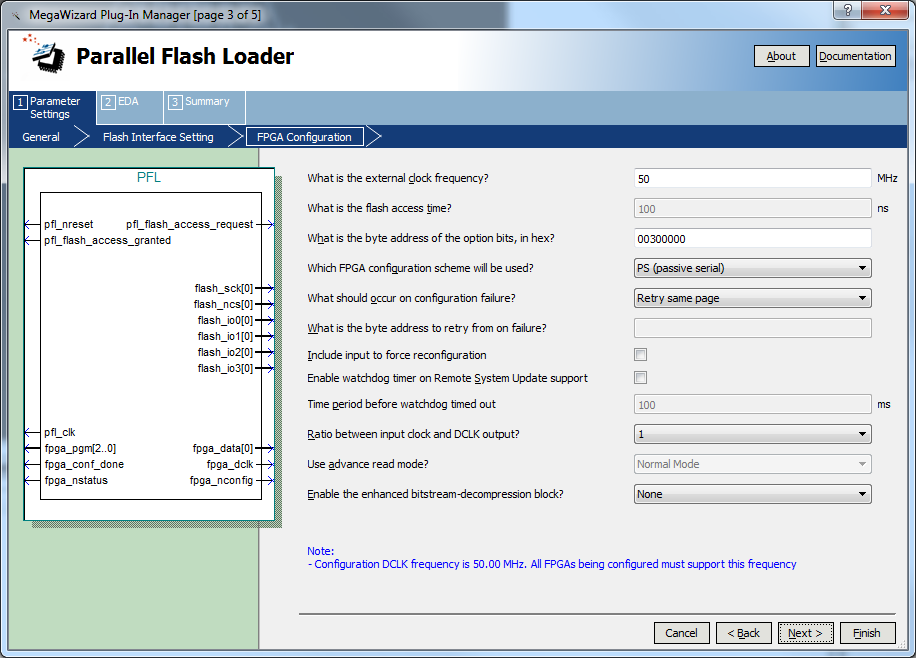 MegaWizard Plug-In Manager [page 3 of 5]
Parallel Flash Loader
About
Documentation
1 Parameter Settings
2 EDA
3 Summary
General
Flash Interface Setting
FPGA Configuration
PFL
pfl_nreset
pfl_flash_access_request
pfl_flash_access_granted
flash_sck[0]
flash_ncs[0]
flash_io0[0]
flash_io1[0]
flash_io2[0]
flash_io3[0]
pfl_clk
fpga_pgm[2..0]
fpga_data[0]
fpga_conf_done
fpga_dclk
fpga_nstatus
fpga_nconfig
What is the external clock frequency?
50
MHz
What is the flash access time?
100
ns
What is the byte address of the option bits, in hex?
00300000
Which FPGA configuration scheme will be used?
PS (passive serial)
What should occur on configuration failure?
Retry same page
What is the byte address to retry from on failure?
Include input to force reconfiguration
Enable watchdog timer on Remote System Update support
Time period before watchdog timed out
100
ms
Ratio between input clock and DCLK output?
1
Use advance read mode?
Normal Mode
Enable the enhanced bitstream-decompression block?
None
Note:
- Configuration DCLK frequency is 50.00 MHz. All FPGAs being configured must support this frequency
Cancel
< Back
Next >
Finish